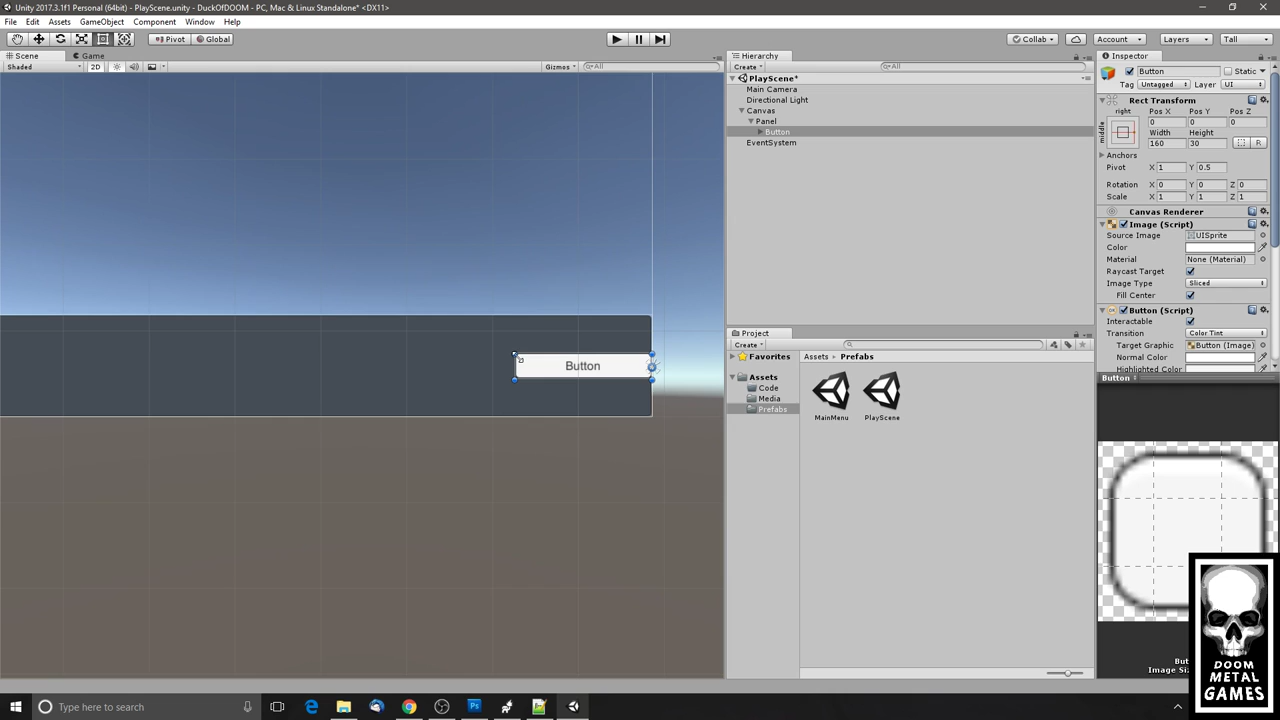 Unity 2017.3.1f1 Personal (64bit) - PlayScene.unity - DuckOfDOOM - PC, Mac & Linux Standalone* <DX11>
File Edit Assets GameObject Component Window Help
Pivot Global Collab Account Layers Tall
Scene Game
Shaded 2D Gizmos All
Button
Hierarchy
Create All
PlayScene*
Main Camera
Directional Light
Canvas
Panel
Button
EventSystem
Project
Create
Favorites
Assets
Code
Media
Prefabs
Assets Prefabs
MainMenu PlayScene
Inspector
Button Static
Tag Untagged Layer UI
Rect Transform
right
middle
Pos X Pos Y Pos Z
0 0 0
Width Height
160 30
R
Anchors
Pivot X 1 Y 0.5
Rotation X 0 Y 0 Z 0
Scale X 1 Y 1 Z 1
Canvas Renderer
Image (Script)
Source Image UISprite
Color
Material None (Material)
Raycast Target
Image Type Sliced
Fill Center
Button (Script)
Interactable
Transition Color Tint
Target Graphic Button (Image)
Normal Color
Highlighted Color
Button
DOOM
METAL
GAMES
Type here to search